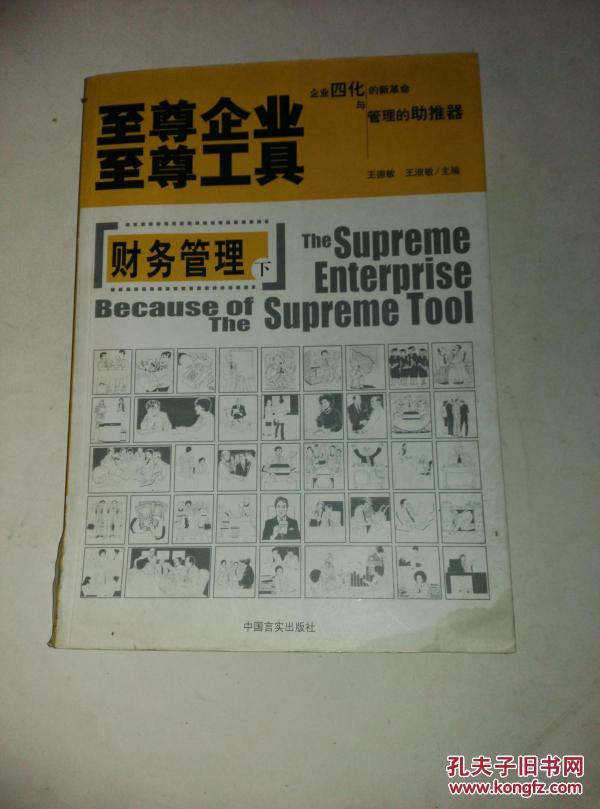 至尊企业
至尊工具
企业四化的新革命
与
管理的助推器
王德敏 王淑敏/主编
财务管理 下
The Supreme
Enterprise
Because of
The Supreme Tool
中国言实出版社
孔夫子旧书网
www.kongfz.com